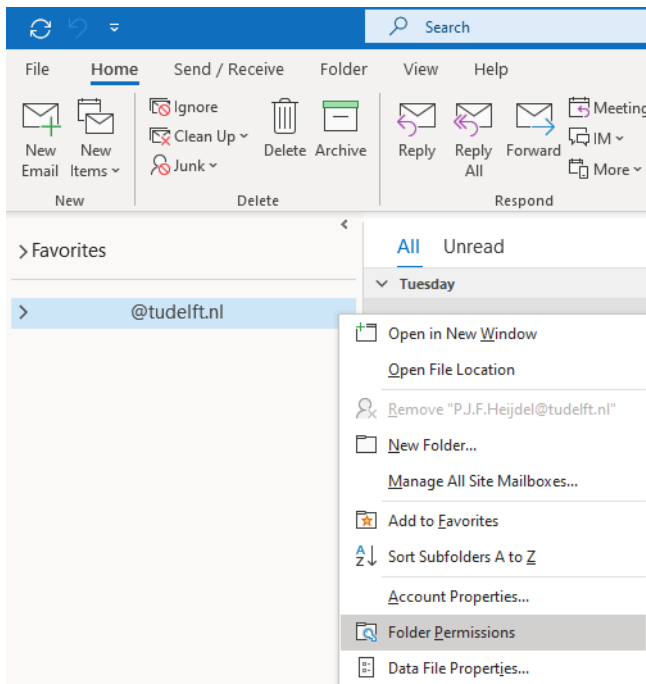 Search
File Home Send / Receive Folder View Help
New Email
New Items
Ignore
Clean Up
Junk
Delete
Archive
Reply
Reply All
Forward
Meeting
IM
More
New
Delete
Respond
Favorites
All Unread
Tuesday
@tudelft.nl
Open in New Window
Open File Location
Remove "P.J.F.Heijdel@tudelft.nl"
New Folder...
Manage All Site Mailboxes...
Add to Favorites
Sort Subfolders A to Z
Account Properties...
Folder Permissions
Data File Properties...